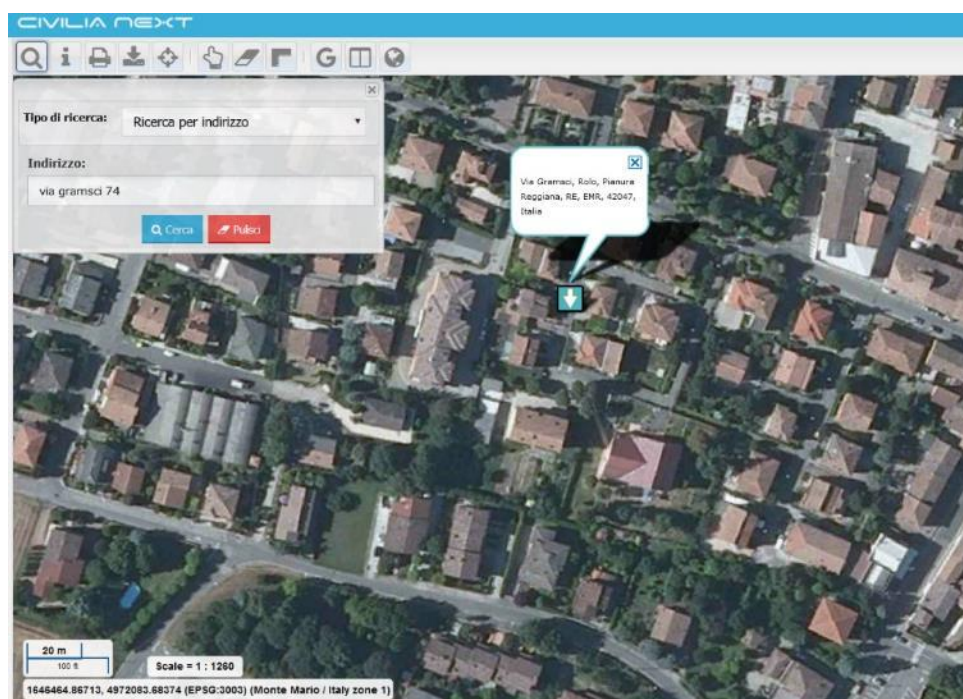 CIVILIA NEXT
Tipo di ricerca:
Ricerca per indirizzo
Indirizzo:
via gramsci 74
Cerca
Pulisci
Via Gramsci, Rolo, Pianura
Reggiana, RE, EMR, 42047,
Italia
20 m
100 ft
Scale = 1 : 1260
1646464.86713, 4972083.68374 (EPSG:3003) (Monte Mario / Italy zone 1)